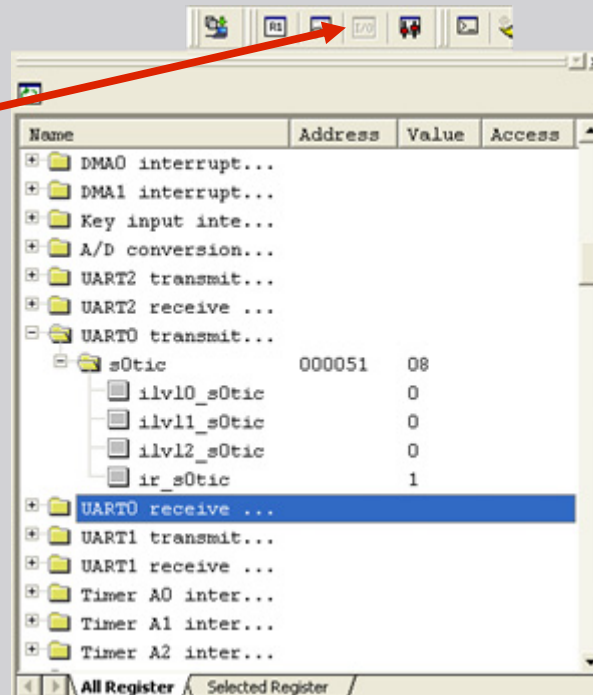 R1
I/O
Name Address Value Access
DMA0 interrupt...
DMA1 interrupt...
Key input inte...
A/D conversion...
UART2 transmit...
UART2 receive ...
UART0 transmit...
s0tic 000051 08
ilvl0_s0tic 0
ilvl1_s0tic 0
ilvl2_s0tic 0
ir_s0tic 1
UART0 receive ...
UART1 transmit...
UART1 receive ...
Timer A0 inter...
Timer A1 inter...
Timer A2 inter...
All Register Selected Register